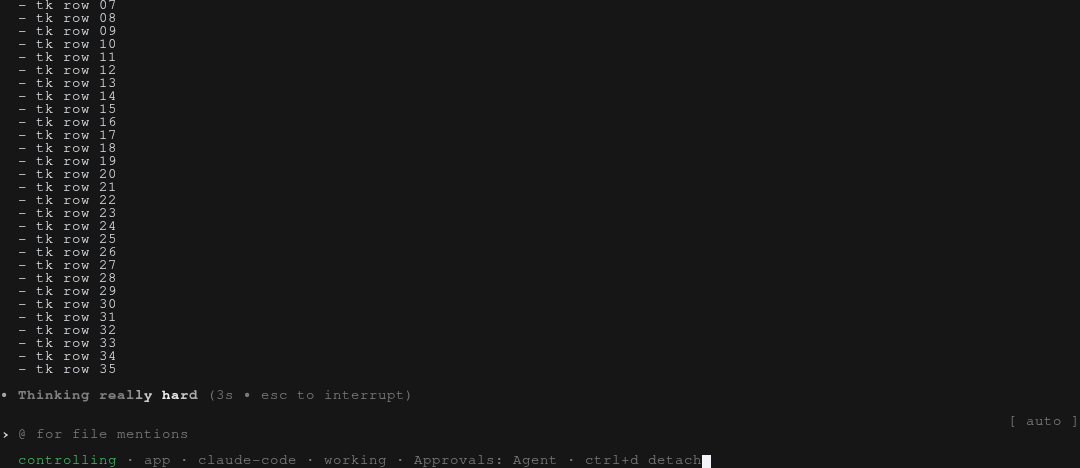 - tk row 07
- tk row 08
- tk row 09
- tk row 10
- tk row 11
- tk row 12
- tk row 13
- tk row 14
- tk row 15
- tk row 16
- tk row 17
- tk row 18
- tk row 19
- tk row 20
- tk row 21
- tk row 22
- tk row 23
- tk row 24
- tk row 25
- tk row 26
- tk row 27
- tk row 28
- tk row 29
- tk row 30
- tk row 31
- tk row 32
- tk row 33
- tk row 34
- tk row 35
• Thinking really hard (3s • esc to interrupt)
[ auto ]
› @ for file mentions
controlling · app · claude-code · working · Approvals: Agent · ctrl+d detach